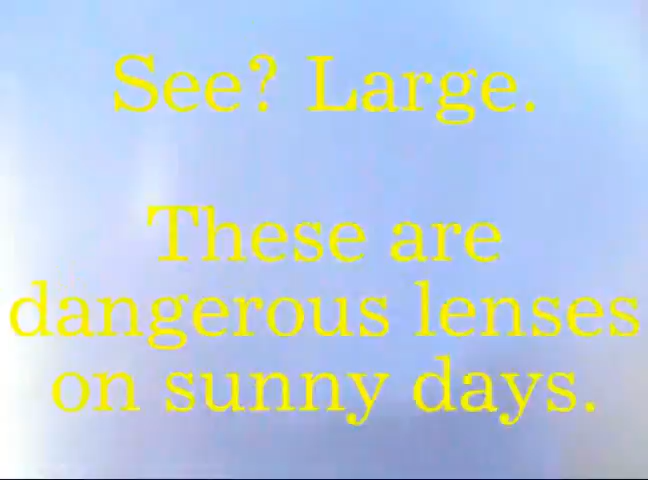 See? Large.
These are
dangerous lenses
on sunny days.